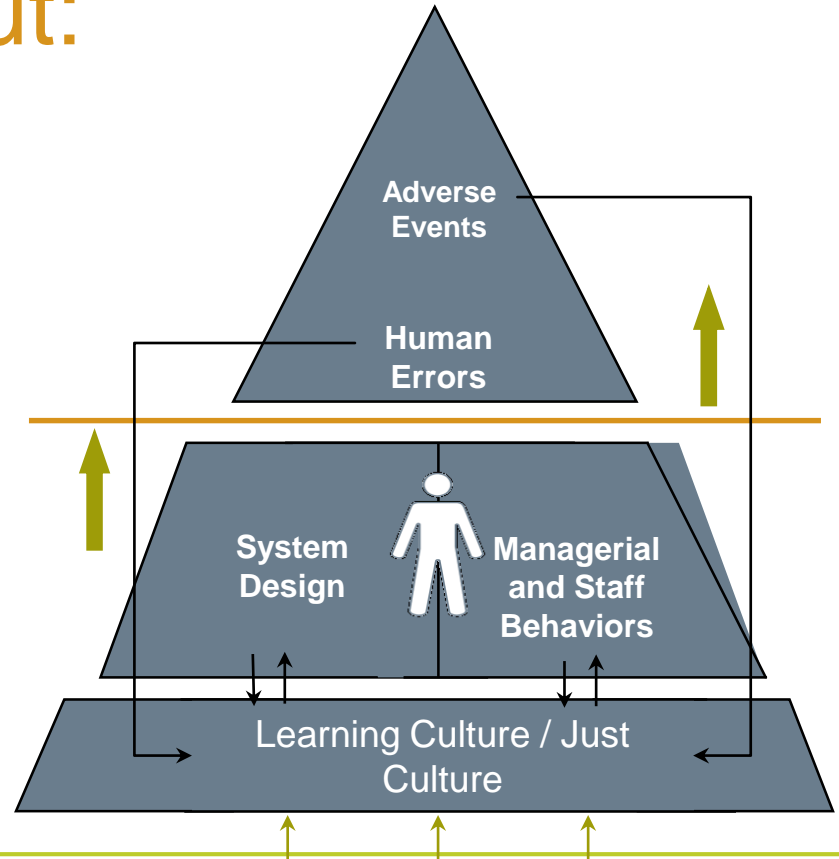 ut:
Adverse
Events
Human
Errors
System
Design
Managerial
and Staff
Behaviors
Learning Culture / Just
Culture